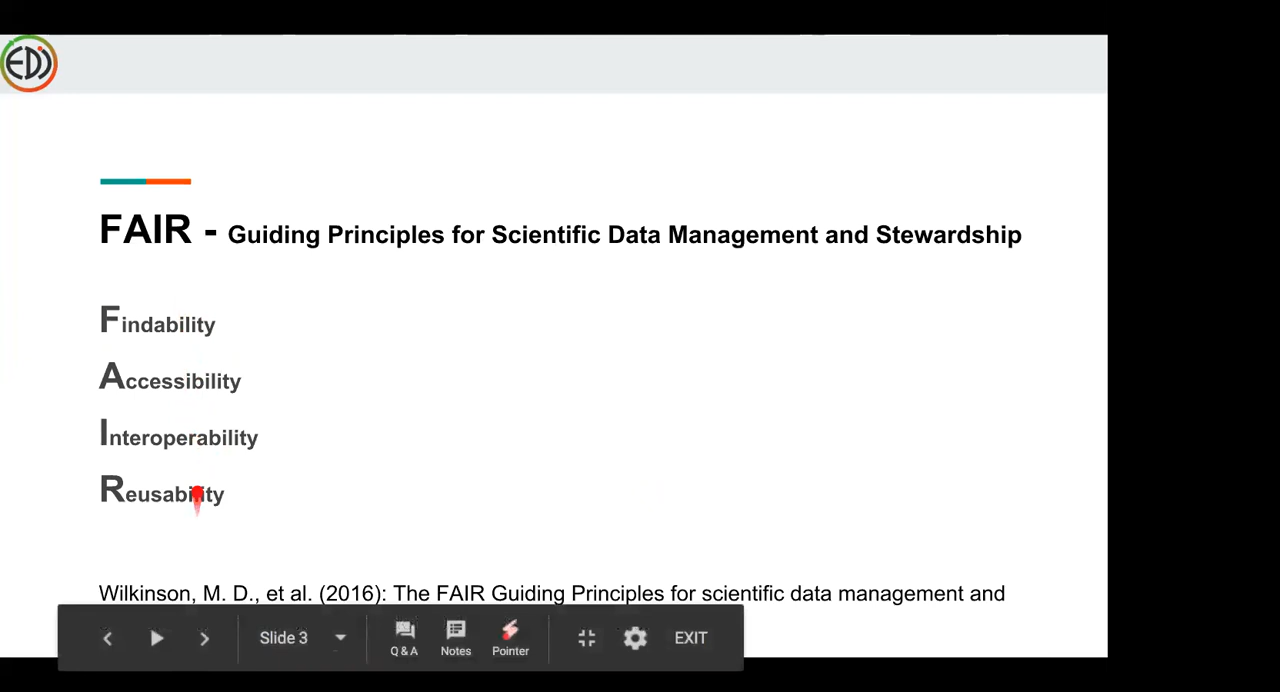 EDI
FAIR - Guiding Principles for Scientific Data Management and Stewardship
Findability
Accessibility
Interoperability
Reusability
Wilkinson, M. D., et al. (2016): The FAIR Guiding Principles for scientific data management and
Slide 3
Q & A
Notes
Pointer
EXIT